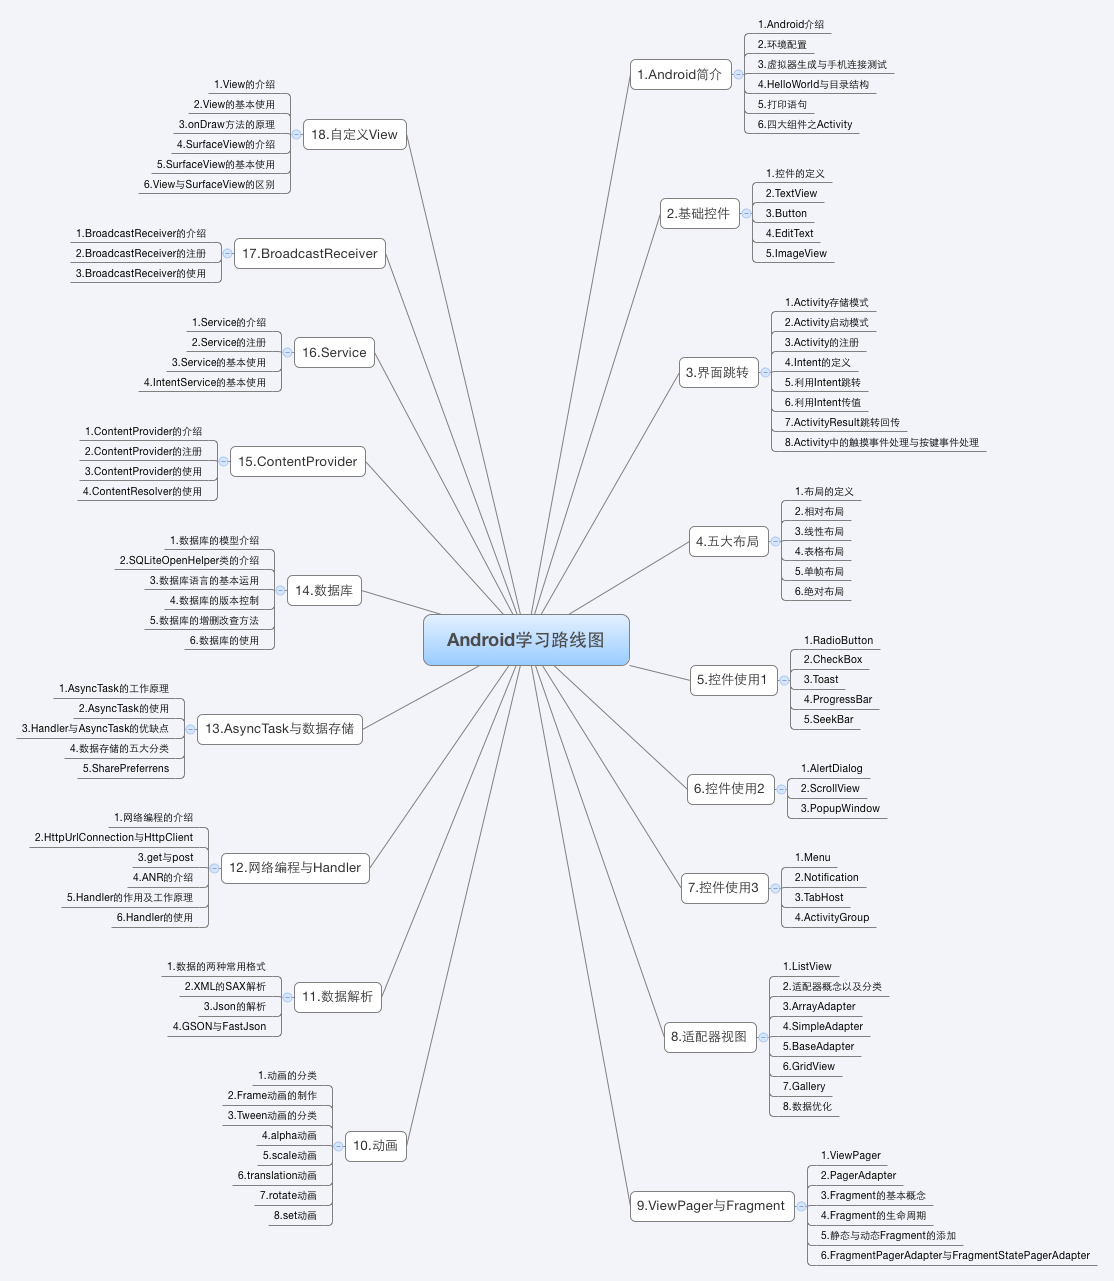 Android学习路线图
1.Android简介
1.Android介绍
2.环境配置
3.虚拟器生成与手机连接测试
4.HelloWorld与目录结构
5.打印语句
6.四大组件之Activity
2.基础控件
1.控件的定义
2.TextView
3.Button
4.EditText
5.ImageView
3.界面跳转
1.Activity存储模式
2.Activity启动模式
3.Activity的注册
4.Intent的定义
5.利用Intent跳转
6.利用Intent传值
7.ActivityResult跳转回传
8.Activity中的触摸事件处理与按键事件处理
4.五大布局
1.布局的定义
2.相对布局
3.线性布局
4.表格布局
5.单帧布局
6.绝对布局
5.控件使用1
1.RadioButton
2.CheckBox
3.Toast
4.ProgressBar
5.SeekBar
6.控件使用2
1.AlertDialog
2.ScrollView
3.PopupWindow
7.控件使用3
1.Menu
2.Notification
3.TabHost
4.ActivityGroup
8.适配器视图
1.ListView
2.适配器概念以及分类
3.ArrayAdapter
4.SimpleAdapter
5.BaseAdapter
6.GridView
7.Gallery
8.数据优化
9.ViewPager与Fragment
1.ViewPager
2.PagerAdapter
3.Fragment的基本概念
4.Fragment的生命周期
5.静态与动态Fragment的添加
6.FragmentPagerAdapter与FragmentStatePagerAdapter
10.动画
1.动画的分类
2.Frame动画的制作
3.Tween动画的分类
4.alpha动画
5.scale动画
6.translation动画
7.rotate动画
8.set动画
11.数据解析
1.数据的两种常用格式
2.XML的SAX解析
3.Json的解析
4.GSON与FastJson
12.网络编程与Handler
1.网络编程的介绍
2.HttpUrlConnection与HttpClient
3.get与post
4.ANR的介绍
5.Handler的作用及工作原理
6.Handler的使用
13.AsyncTask与数据存储
1.AsyncTask的工作原理
2.AsyncTask的使用
3.Handler与AsyncTask的优缺点
4.数据存储的五大分类
5.SharePreferrens
14.数据库
1.数据库的模型介绍
2.SQLiteOpenHelper类的介绍
3.数据库语言的基本运用
4.数据库的版本控制
5.数据库的增删改查方法
6.数据库的使用
15.ContentProvider
1.ContentProvider的介绍
2.ContentProvider的注册
3.ContentProvider的使用
4.ContentResolver的使用
16.Service
1.Service的介绍
2.Service的注册
3.Service的基本使用
4.IntentService的基本使用
17.BroadcastReceiver
1.BroadcastReceiver的介绍
2.BroadcastReceiver的注册
3.BroadcastReceiver的使用
18.自定义View
1.View的介绍
2.View的基本使用
3.onDraw方法的原理
4.SurfaceView的介绍
5.SurfaceView的基本使用
6.View与SurfaceView的区别